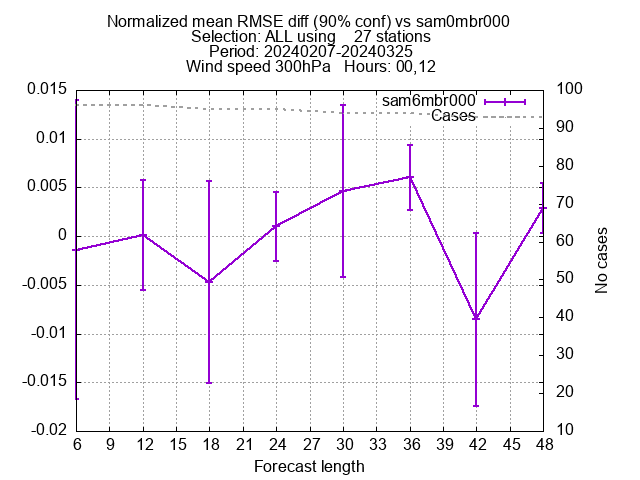 Normalized mean RMSE diff (90% conf) vs sam0mbr000
Selection: ALL using    27 stations
Period: 20240207-20240325
Wind speed 300hPa   Hours: 00,12
sam6mbr000
Cases
0.015
0.01
0.005
0
-0.005
-0.01
-0.015
-0.02
100
90
80
70
60
50
40
30
20
10
No cases
6 9 12 15 18 21 24 27 30 33 36 39 42 45 48
Forecast length